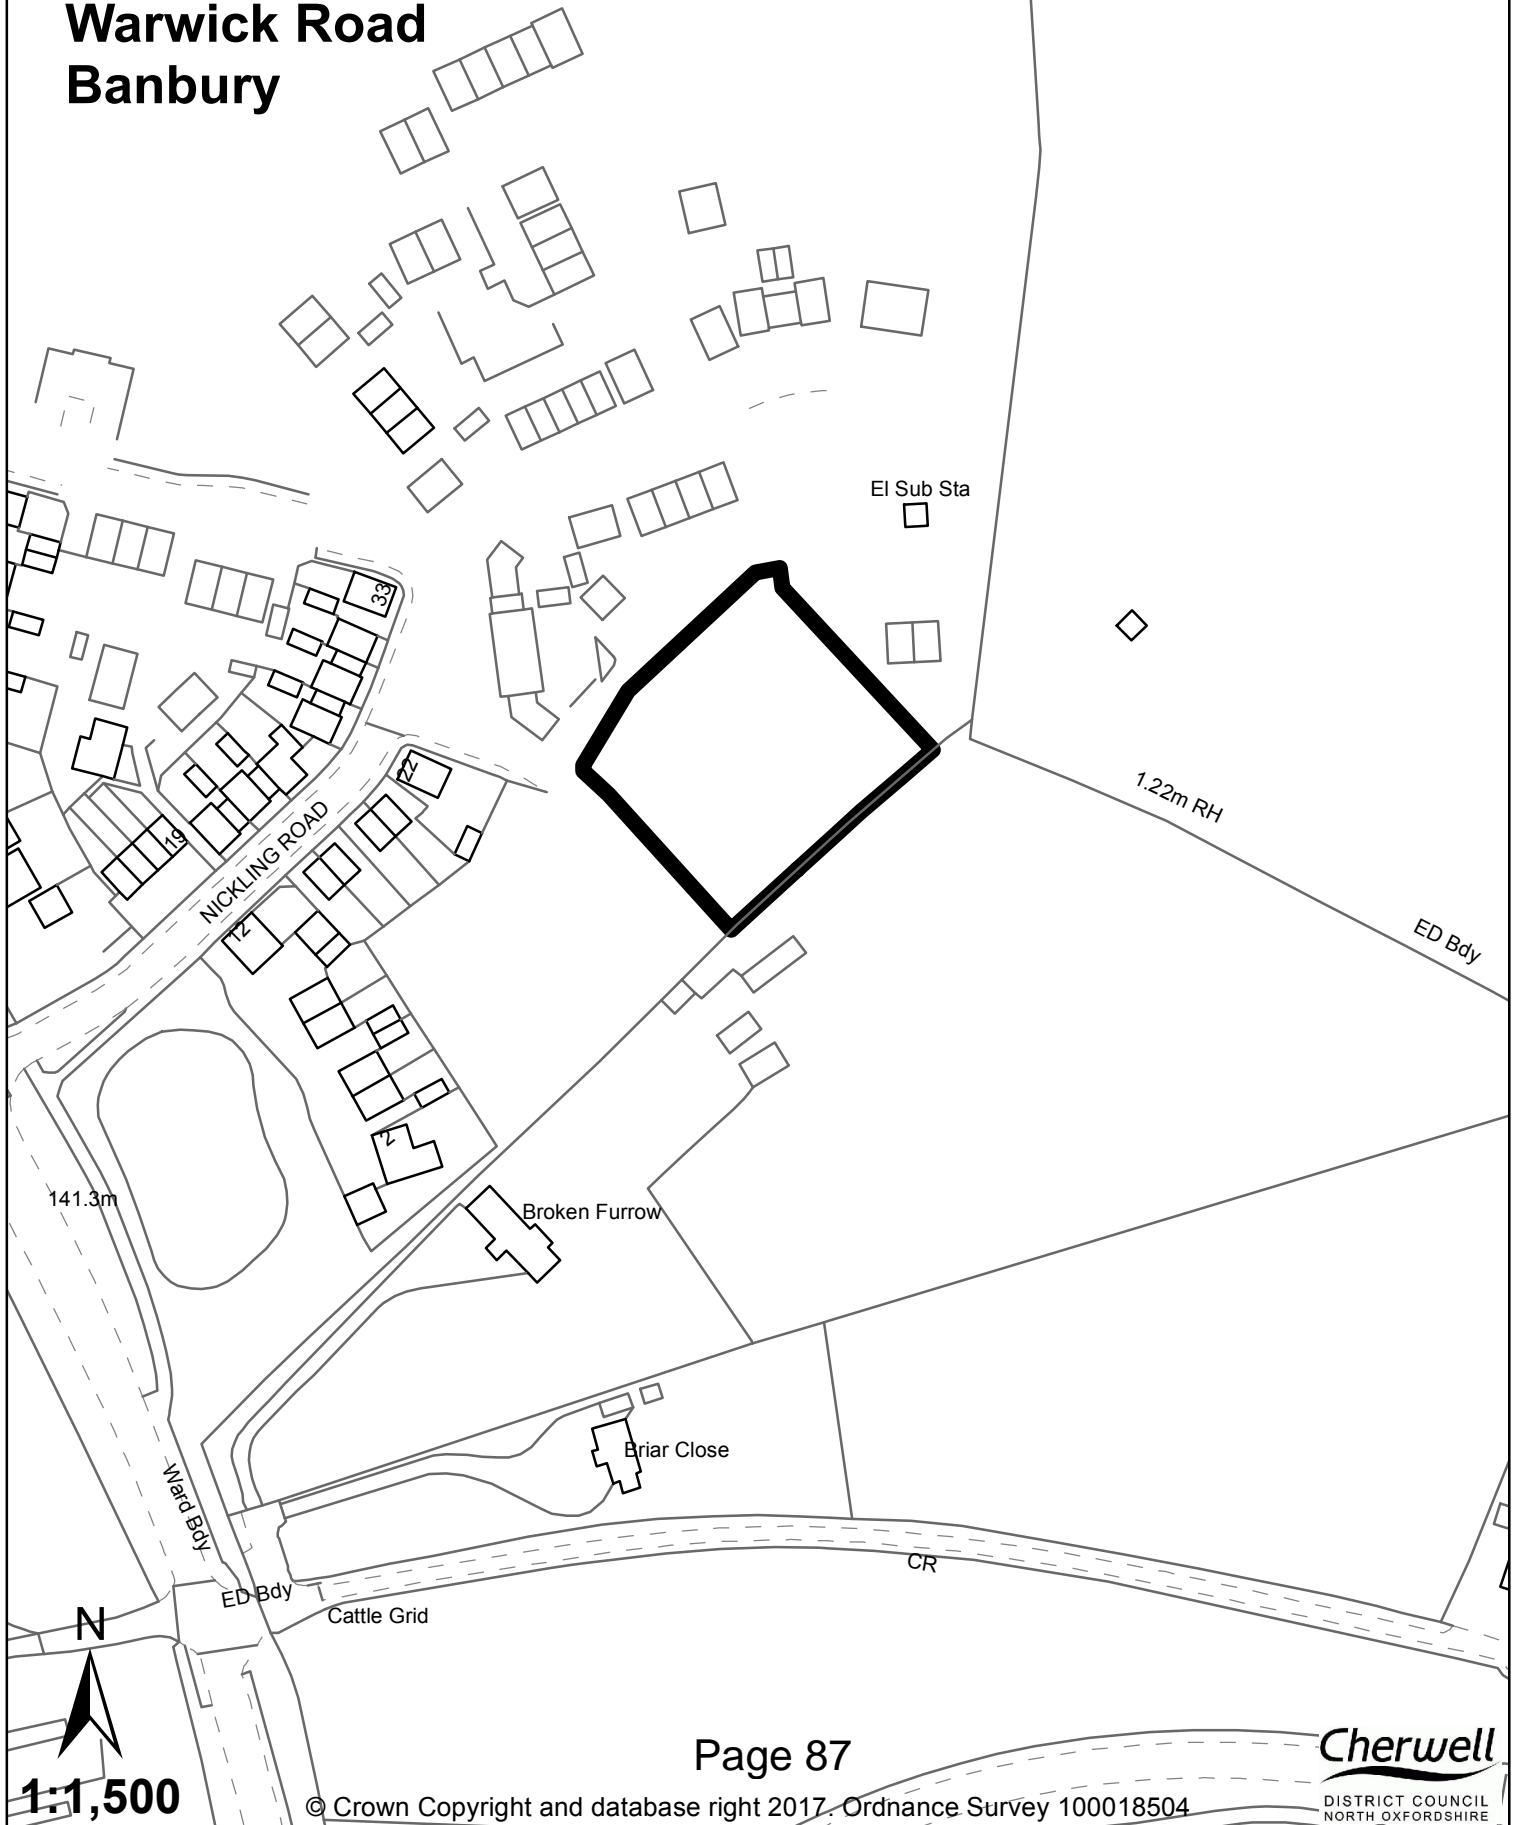 Warwick Road
Banbury
El Sub Sta
33
22
19
NICKLING ROAD
12
1.22m RH
ED Bdy
2
141.3m
Broken Furrow
Briar Close
Ward Bdy
CR
ED Bdy
Cattle Grid
N
1:1,500
Page 87
© Crown Copyright and database right 2017. Ordnance Survey 100018504
Cherwell
DISTRICT COUNCIL
NORTH OXFORDSHIRE